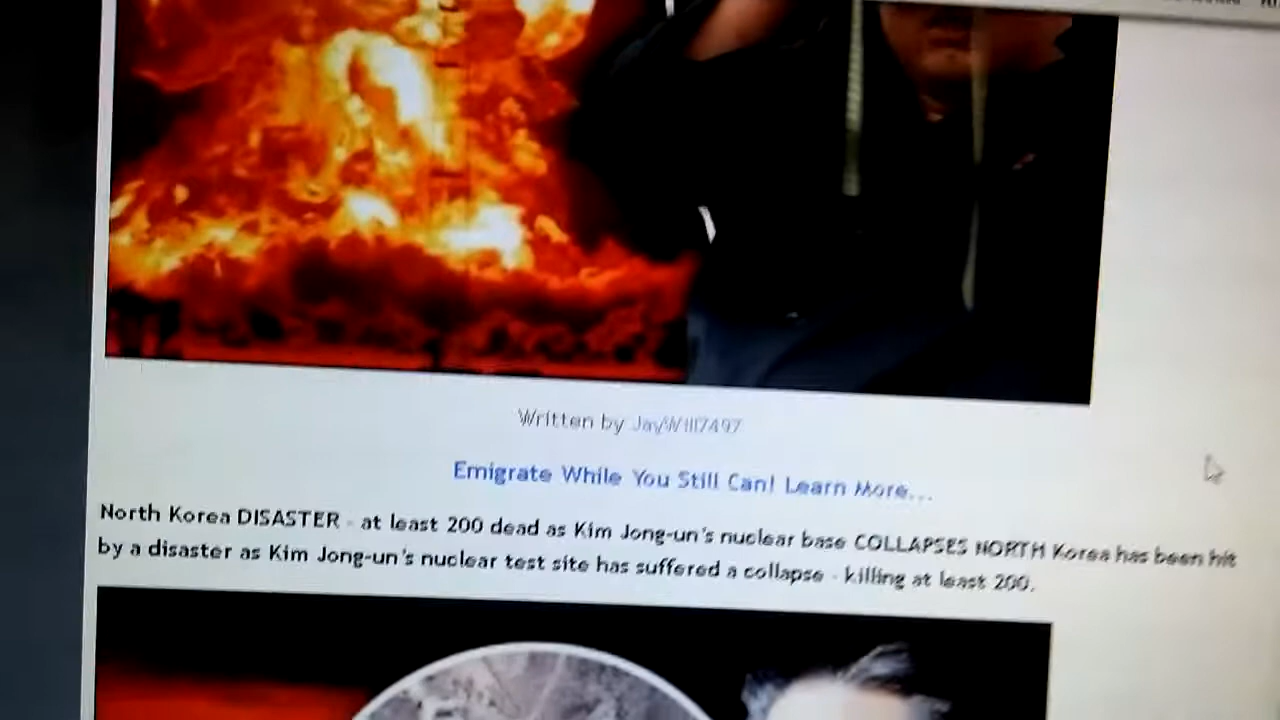 Written by JayWill7497
Emigrate While You Still Can! Learn More...
North Korea DISASTER - at least 200 dead as Kim Jong-un's nuclear base COLLAPSES NORTH Korea has been hit
by a disaster as Kim Jong-un's nuclear test site has suffered a collapse - killing at least 200.